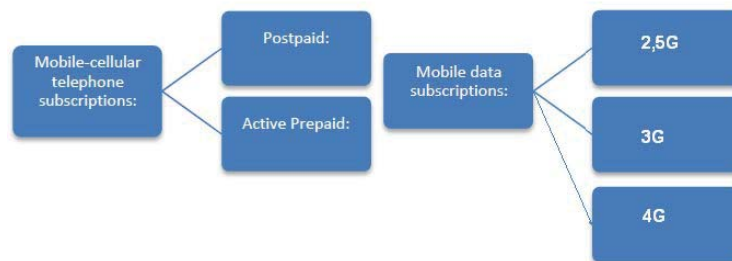 Mobile-cellular
telephone
subscriptions:
Postpaid:
Active Prepaid:
Mobile data
subscriptions:
2,5G
3G
4G